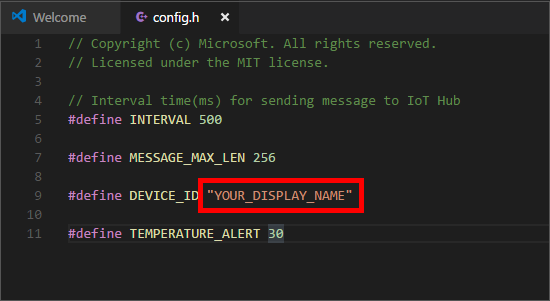 Welcome C++ config.h
1 // Copyright (c) Microsoft. All rights reserved.
2 // Licensed under the MIT license.
3
4 // Interval time(ms) for sending message to IoT Hub
5 #define INTERVAL 500
6
7 #define MESSAGE_MAX_LEN 256
8
9 #define DEVICE_ID "YOUR_DISPLAY_NAME"
10
11 #define TEMPERATURE_ALERT 30